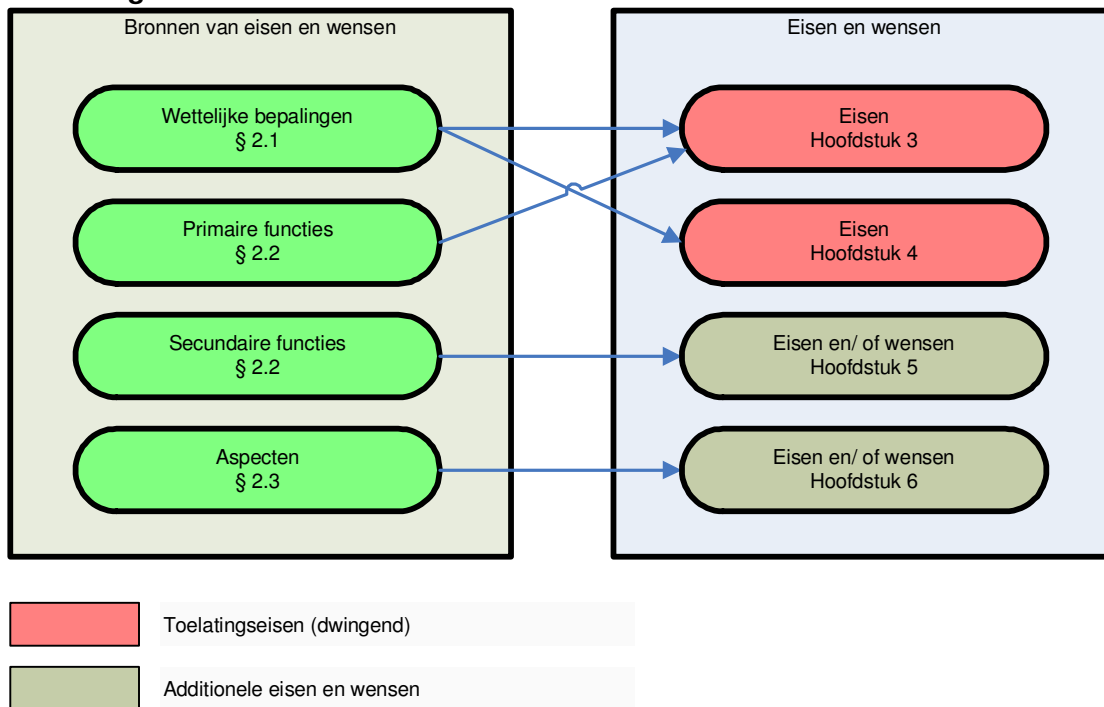 Bronnen van eisen en wensen
Wettelijke bepalingen
§ 2.1
Primaire functies
§ 2.2
Secundaire functies
§ 2.2
Aspecten
§ 2.3
Eisen en wensen
Eisen
Hoofdstuk 3
Eisen
Hoofdstuk 4
Eisen en/ of wensen
Hoofdstuk 5
Eisen en/ of wensen
Hoofdstuk 6
Toelatingseisen (dwingend)
Additionele eisen en wensen